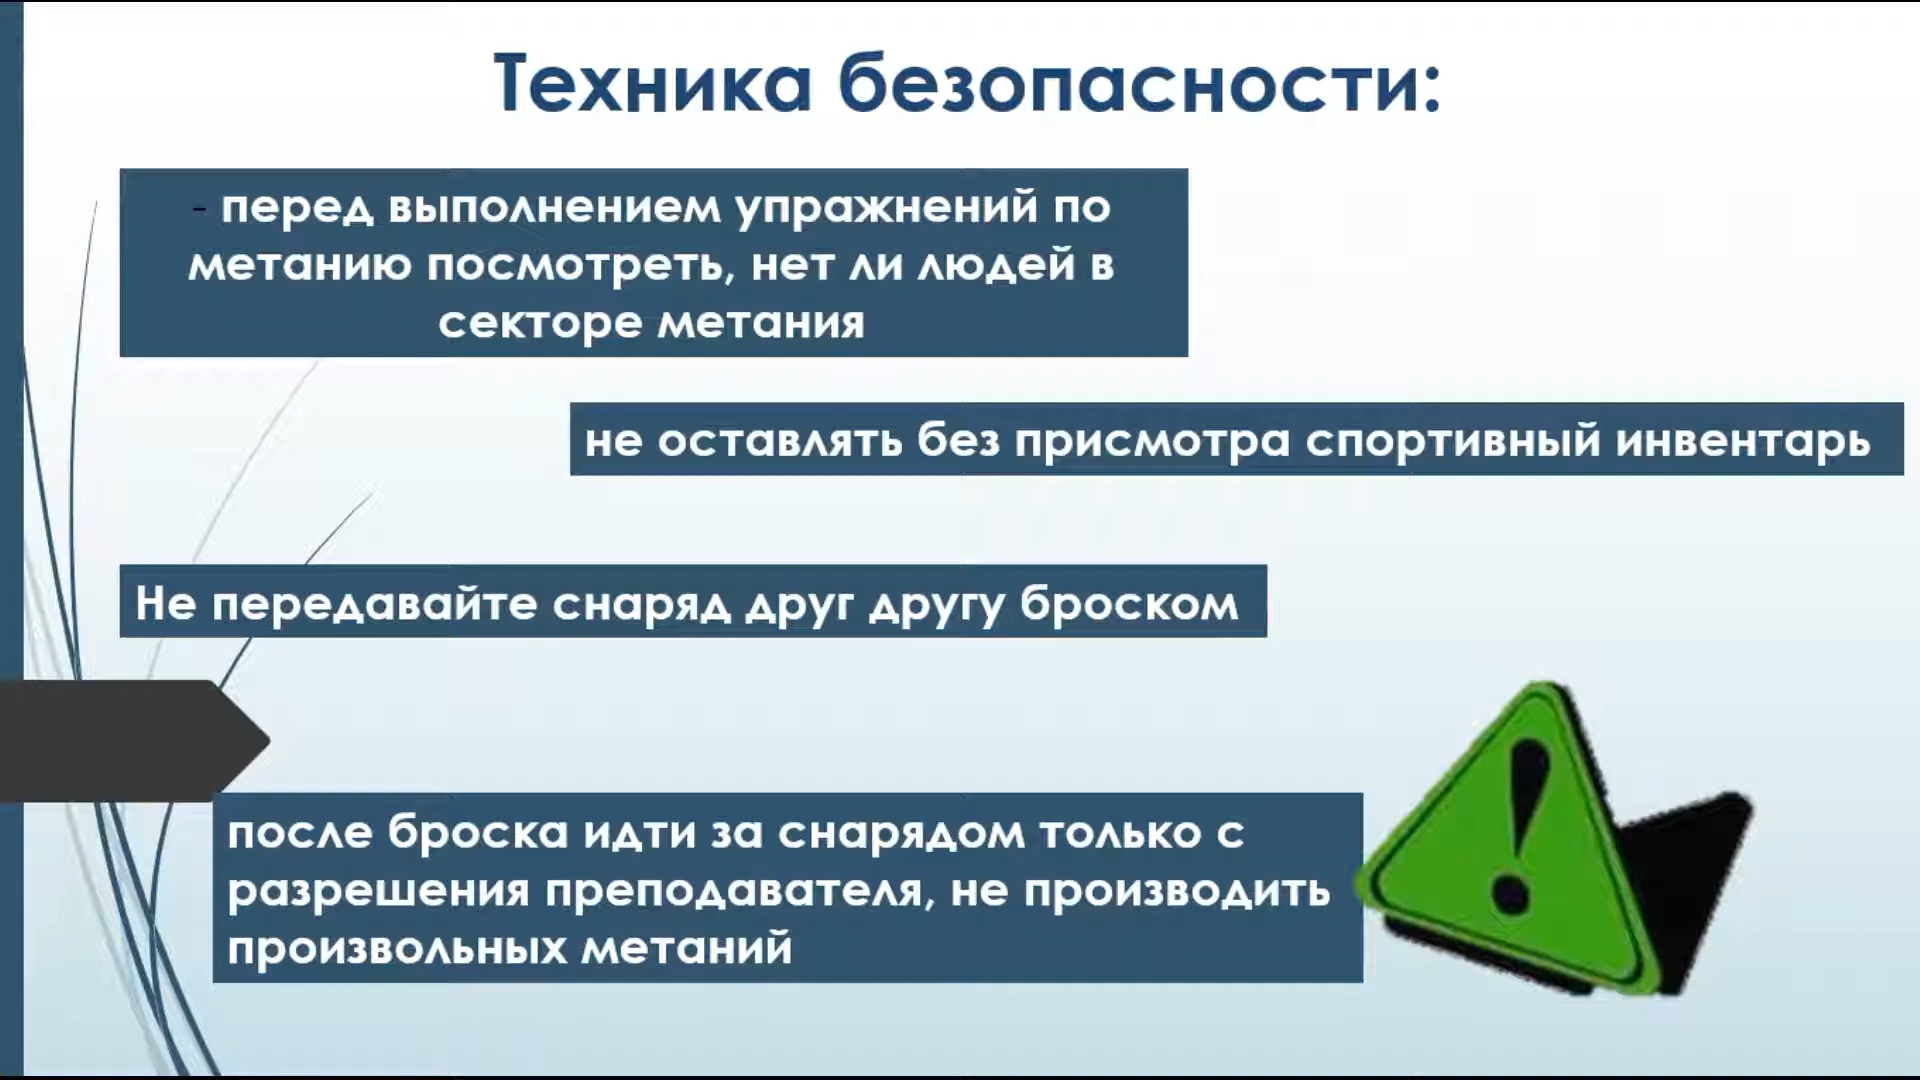 Техника безопасности:
- перед выполнением упражнений по
метанию посмотреть, нет ли людей в
секторе метания
не оставлять без присмотра спортивный инвентарь
Не передавайте снаряд друг другу броском
после броска идти за снарядом только с
разрешения преподавателя, не производить
произвольных метаний
!